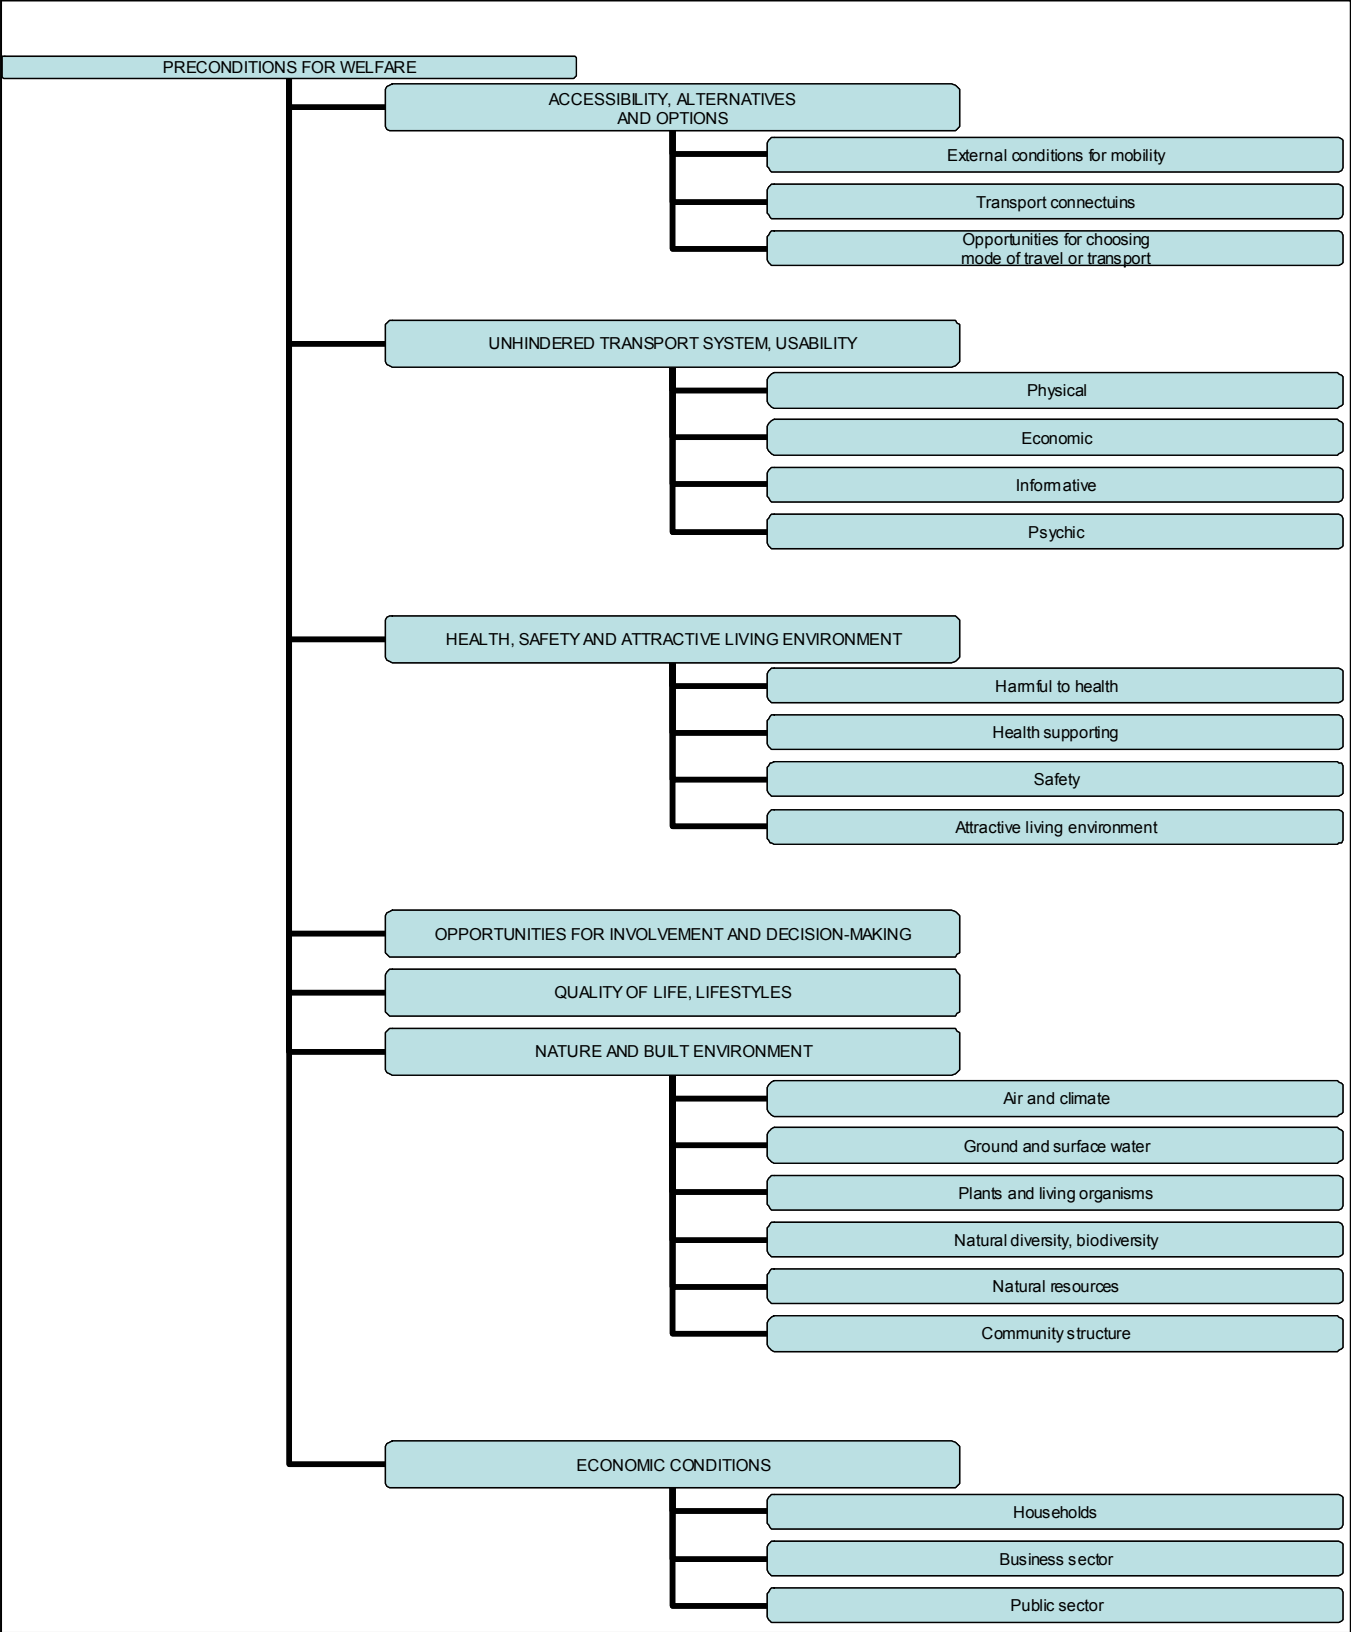 PRECONDITIONS FOR WELFARE
ACCESSIBILITY, ALTERNATIVES
AND OPTIONS
External conditions for mobility
Transport connectuins
Opportunities for choosing
mode of travel or transport
UNHINDERED TRANSPORT SYSTEM, USABILITY
Physical
Economic
Informative
Psychic
HEALTH, SAFETY AND ATTRACTIVE LIVING ENVIRONMENT
Harmful to health
Health supporting
Safety
Attractive living environment
OPPORTUNITIES FOR INVOLVEMENT AND DECISION-MAKING
QUALITY OF LIFE, LIFESTYLES
NATURE AND BUILT ENVIRONMENT
Air and climate
Ground and surface water
Plants and living organisms
Natural diversity, biodiversity
Natural resources
Community structure
ECONOMIC CONDITIONS
Households
Business sector
Public sector